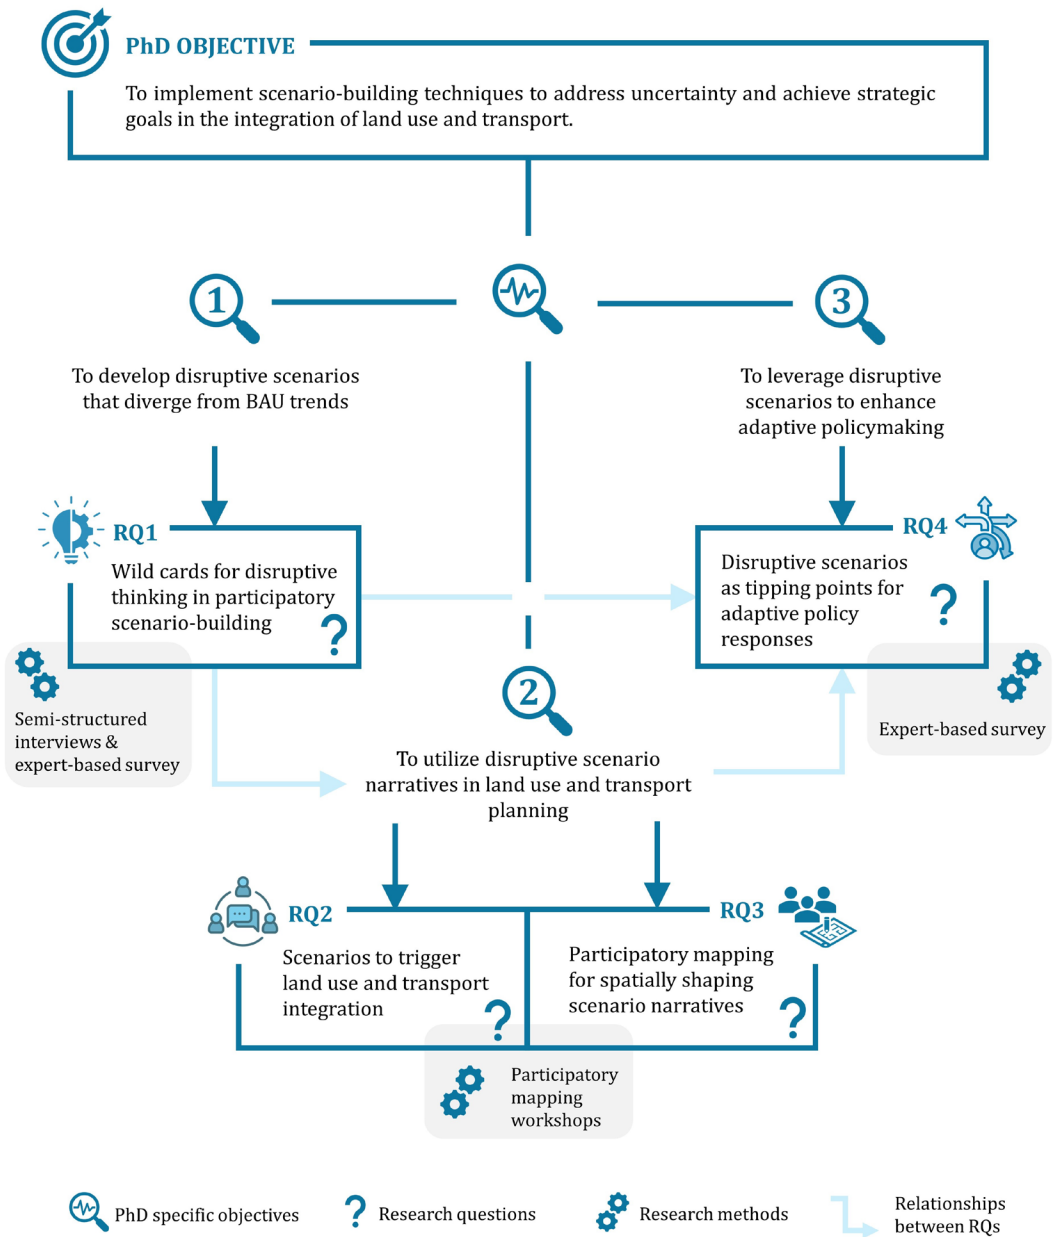 PhD OBJECTIVE
To implement scenario-building techniques to address uncertainty and achieve strategic
goals in the integration of land use and transport.
1
To develop disruptive scenarios
that diverge from BAU trends
3
To leverage disruptive
scenarios to enhance
adaptive policymaking
RQ1
Wild cards for disruptive
thinking in participatory
scenario-building
?
Semi-structured
interviews &
expert-based survey
RQ4
Disruptive scenarios
as tipping points for
adaptive policy
responses
?
Expert-based survey
2
To utilize disruptive scenario
narratives in land use and transport
planning
RQ2
Scenarios to trigger
land use and transport
integration
?
RQ3
Participatory mapping
for spatially shaping
scenario narratives
?
Participatory
mapping
workshops
PhD specific objectives
? Research questions
Research methods
Relationships
between RQs